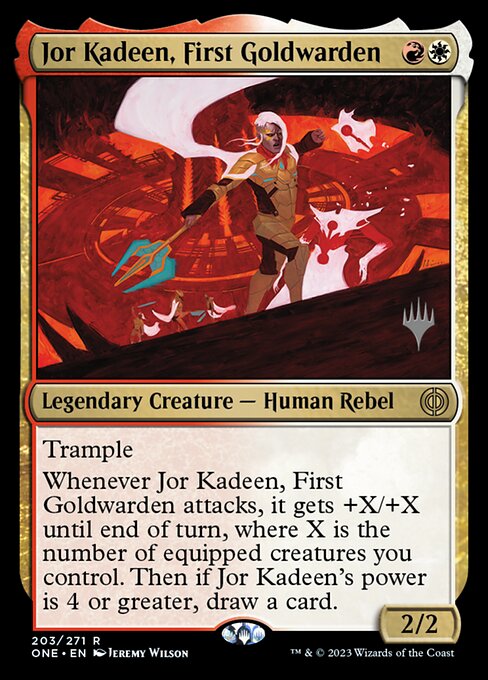 Jor Kadeen, First Goldwarden
Legendary Creature — Human Rebel
Trample
Whenever Jor Kadeen, First
Goldwarden attacks, it gets +X/+X
until end of turn, where X is the
number of equipped creatures you
control. Then if Jor Kadeen's power
is 4 or greater, draw a card.
2/2
203/271 R
ONE • EN JEREMY WILSON
™ & © 2023 Wizards of the Coast